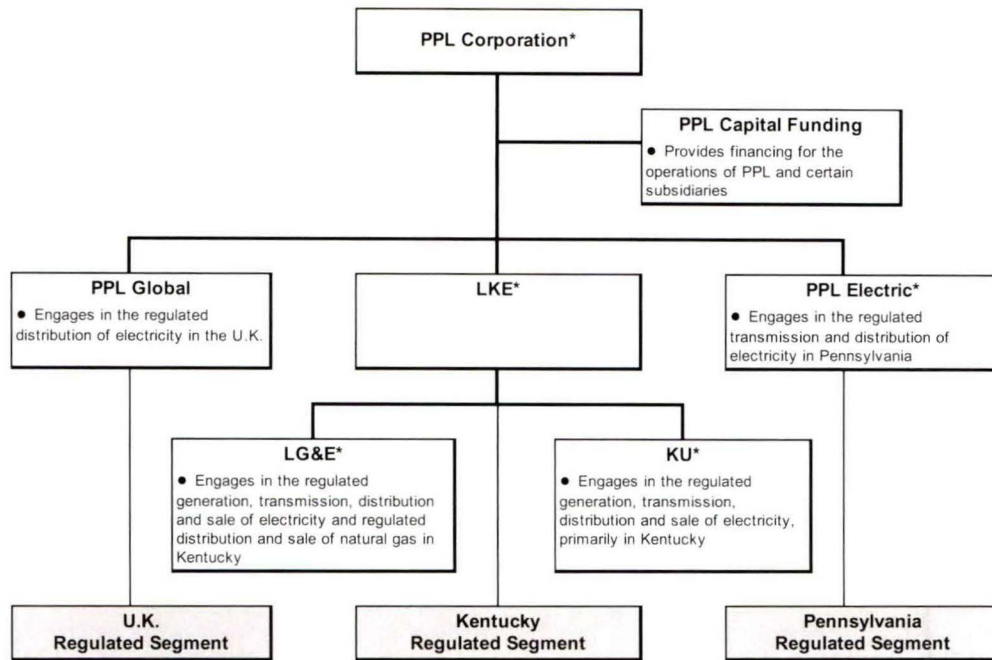 PPL Corporation*
PPL Capital Funding
● Provides financing for the
operations of PPL and certain
subsidiaries
PPL Global
● Engages in the regulated
distribution of electricity in the U.K.
LKE*
PPL Electric*
● Engages in the regulated
transmission and distribution of
electricity in Pennsylvania
LG&E*
● Engages in the regulated
generation, transmission, distribution
and sale of electricity and regulated
distribution and sale of natural gas in
Kentucky
KU*
● Engages in the regulated
generation, transmission,
distribution and sale of electricity,
primarily in Kentucky
U.K.
Regulated Segment
Kentucky
Regulated Segment
Pennsylvania
Regulated Segment